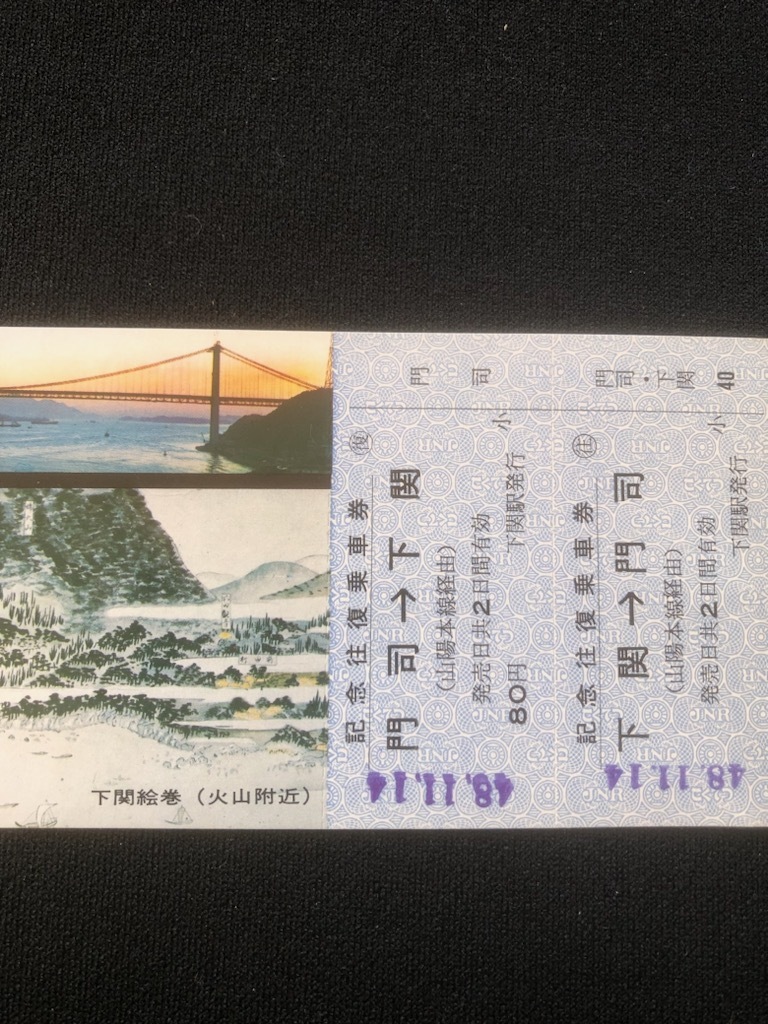 下関絵巻（火山附近）
記念往復乗車券 復
門司→下関
（山陽本線経由）
発売日共2日間有効
80円 下関駅発行
小
門司
48.11.14
記念往復乗車券 往
下関→門司
（山陽本線経由）
発売日共2日間有効
下関駅発行
小
門司・下関 40
48.11.14
JNR